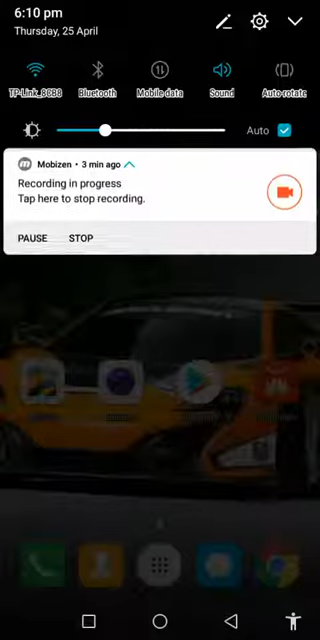 6:10 pm
Thursday, 25 April
TP-Link_8CB8 Bluetooth Mobile data Sound Auto-rotate
Auto
Mobizen • 3 min ago
Recording in progress
Tap here to stop recording.
PAUSE STOP